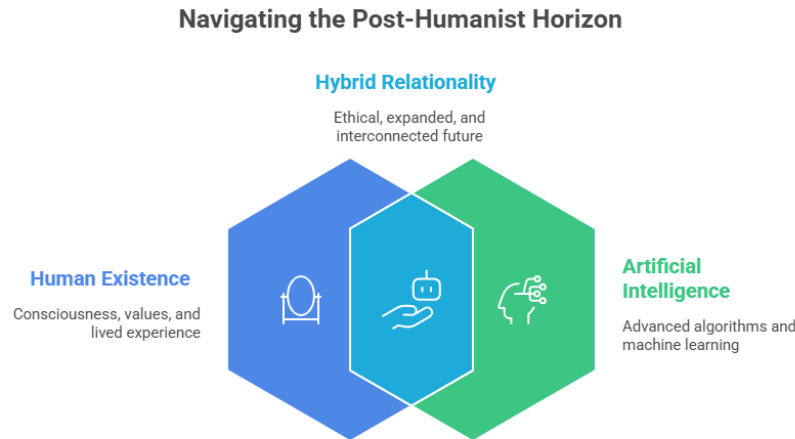 Navigating the Post-Humanist Horizon
Hybrid Relationality
Ethical, expanded, and
interconnected future
Human Existence
Consciousness, values, and
lived experience
Artificial
Intelligence
Advanced algorithms and
machine learning